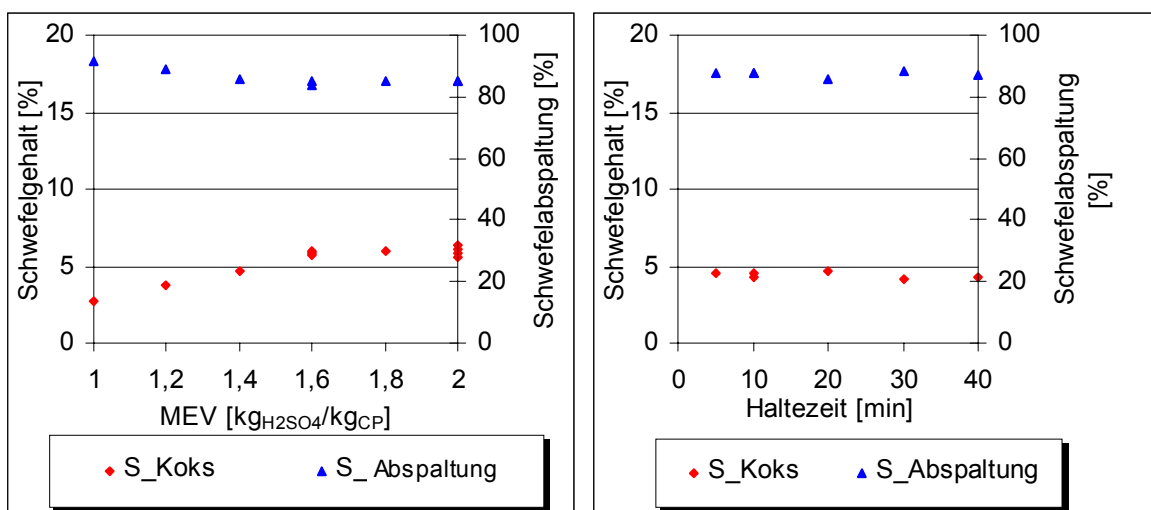 Schwefelgehalt [%]
20
15
10
5
0
100
80
60
40
20
0
Schwefelabspaltung [%]
1 1,2 1,4 1,6 1,8 2
MEV [kgH2SO4/kgCP]
S_Koks S_ Abspaltung
Schwefelgehalt [%]
20
15
10
5
0
100
80
60
40
20
0
Schwefelabspaltung
[%]
0 10 20 30 40
Haltezeit [min]
S_Koks S_Abspaltung